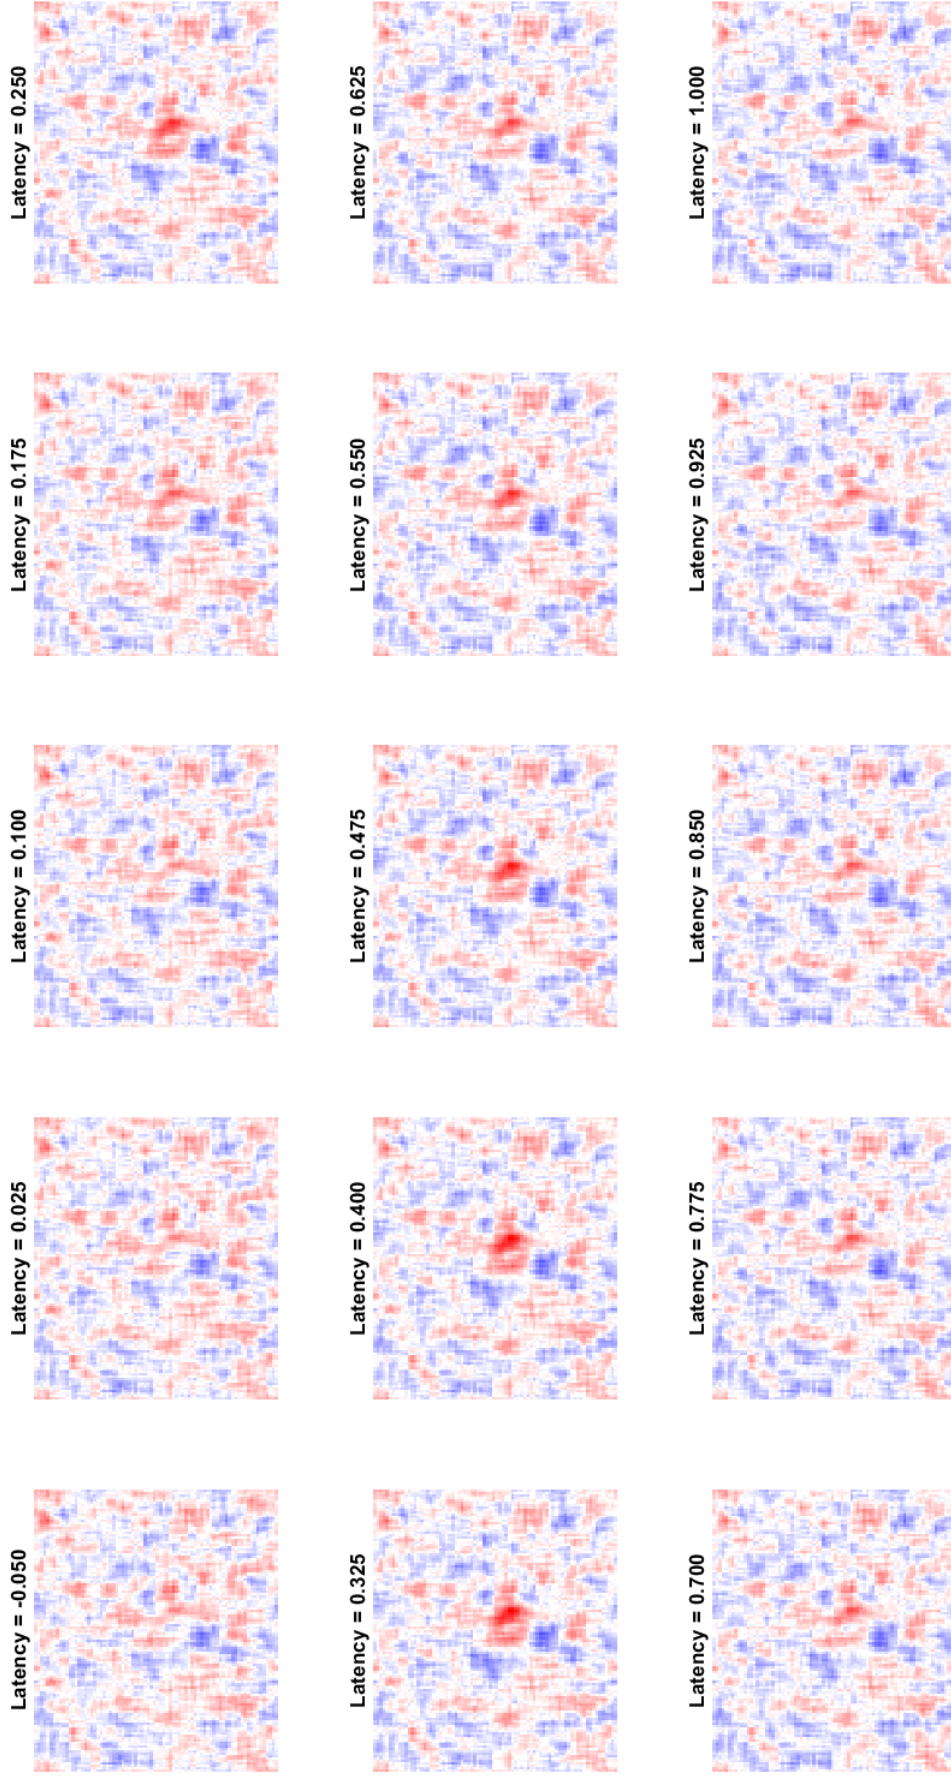 Latency = -0.050
Latency = 0.025
Latency = 0.100
Latency = 0.175
Latency = 0.250
Latency = 0.325
Latency = 0.400
Latency = 0.475
Latency = 0.550
Latency = 0.625
Latency = 0.700
Latency = 0.775
Latency = 0.850
Latency = 0.925
Latency = 1.000